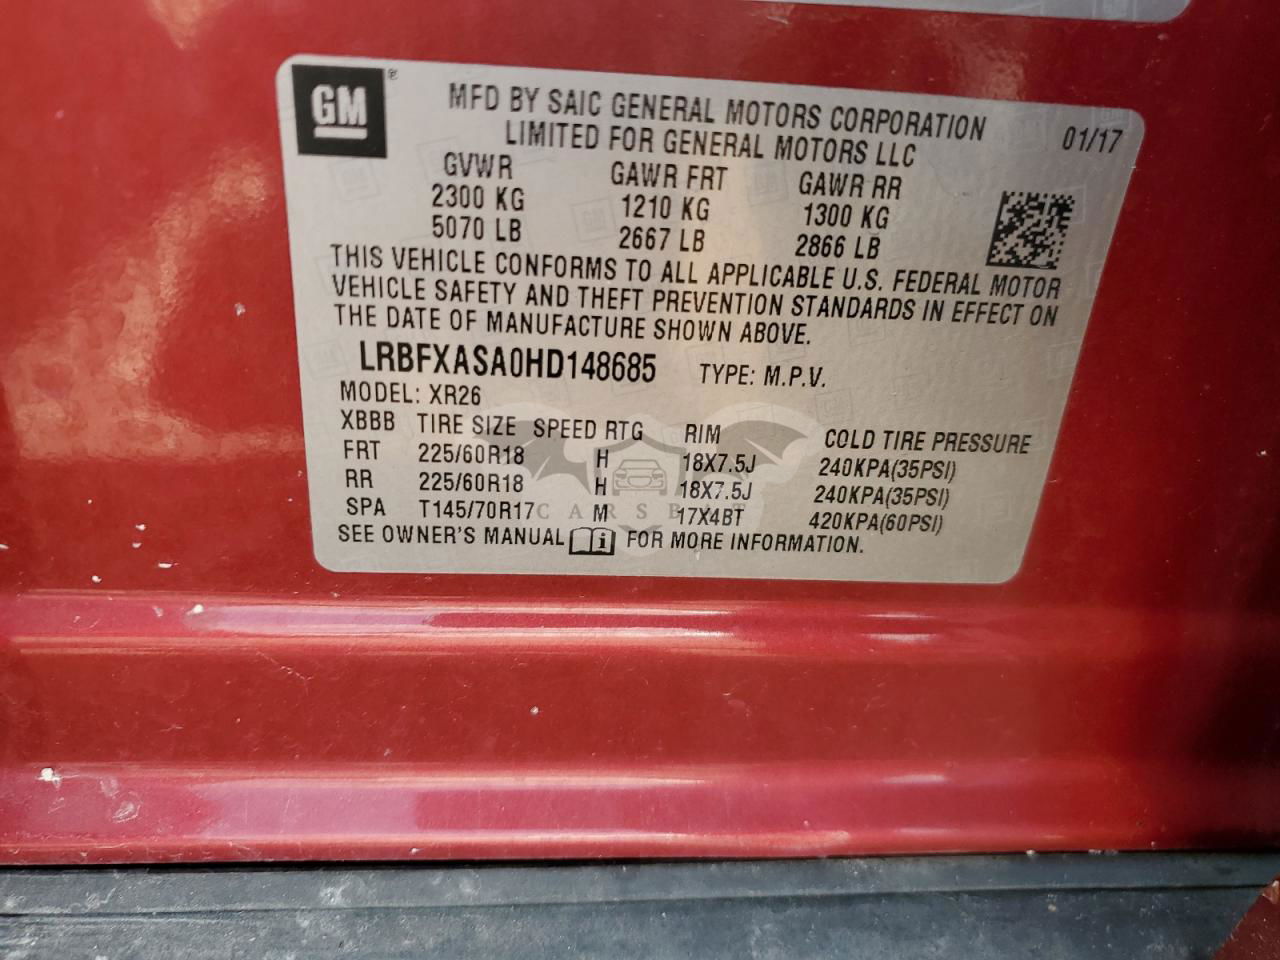 GM ®
MFD BY SAIC GENERAL MOTORS CORPORATION
LIMITED FOR GENERAL MOTORS LLC
01/17
GVWR GAWR FRT GAWR RR
2300 KG 1210 KG 1300 KG
5070 LB 2667 LB 2866 LB
THIS VEHICLE CONFORMS TO ALL APPLICABLE U.S. FEDERAL MOTOR
VEHICLE SAFETY AND THEFT PREVENTION STANDARDS IN EFFECT ON
THE DATE OF MANUFACTURE SHOWN ABOVE.
LRBFXASA0HD148685 TYPE: M.P.V.
MODEL: XR26
XBBB TIRE SIZE SPEED RTG RIM COLD TIRE PRESSURE
FRT 225/60R18 H 18X7.5J 240KPA(35PSI)
RR 225/60R18 H 18X7.5J 240KPA(35PSI)
SPA T145/70R17 M 17X4BT 420KPA(60PSI)
CARSBAT
SEE OWNER'S MANUAL i FOR MORE INFORMATION.